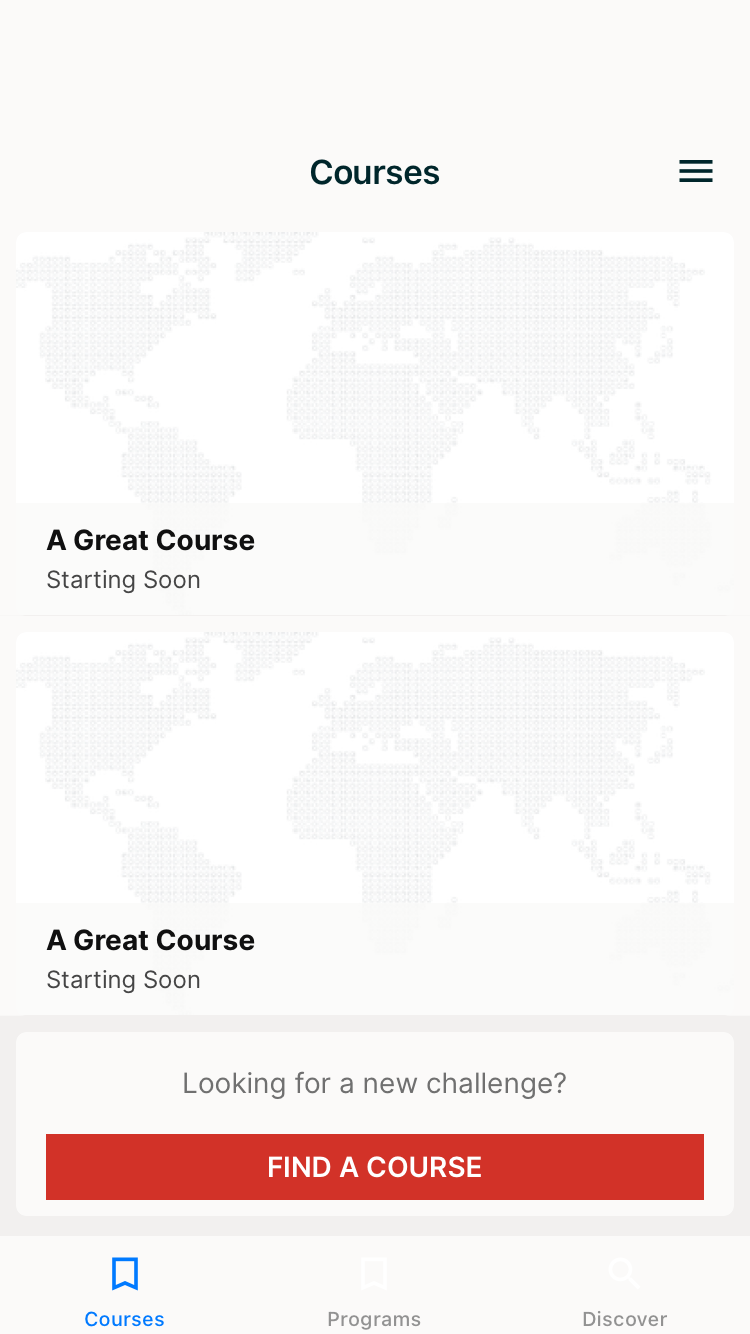 Courses
A Great Course
Starting Soon
A Great Course
Starting Soon
Looking for a new challenge?
FIND A COURSE
Courses
Programs
Discover